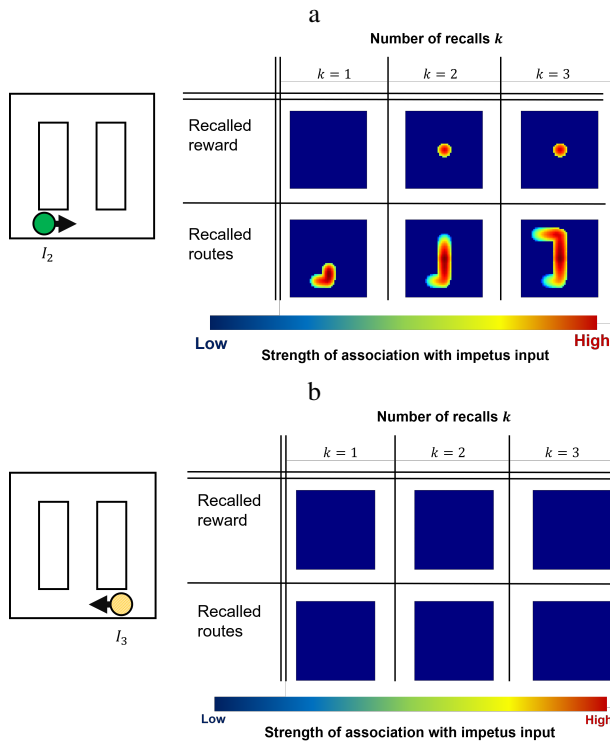 a
Number of recalls k
k = 1 k = 2 k = 3
Recalled reward
I2
Recalled routes
Low High
Strength of association with impetus input
b
Number of recalls k
k = 1 k = 2 k = 3
Recalled reward
Recalled routes
I3
Low High
Strength of association with impetus input